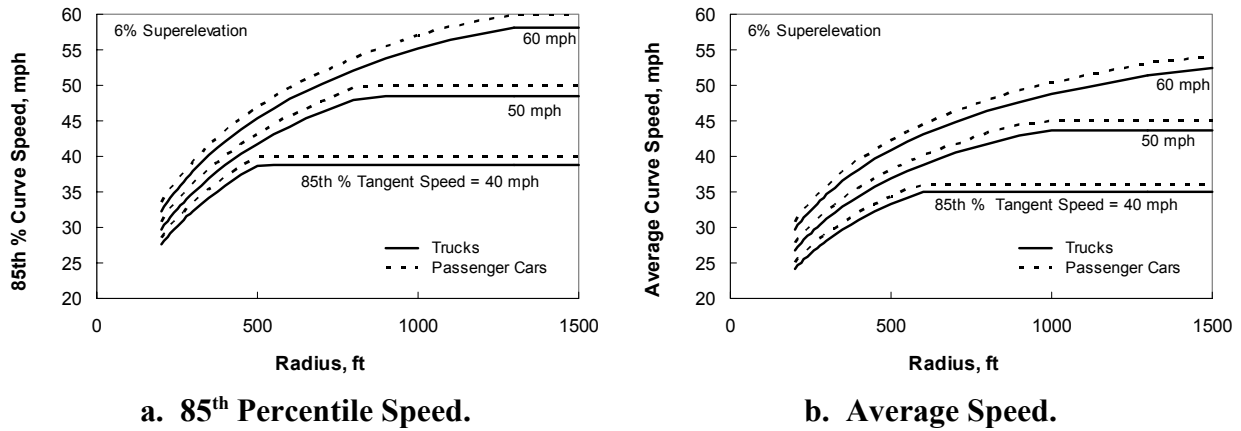 6% Superelevation
60
55
50
45
40
35
30
25
20
85th % Curve Speed, mph
60 mph
50 mph
85th % Tangent Speed = 40 mph
Trucks
Passenger Cars
0
500
1000
1500
Radius, ft
a. 85th Percentile Speed.
6% Superelevation
60
55
50
45
40
35
30
25
20
Average Curve Speed, mph
60 mph
50 mph
85th % Tangent Speed = 40 mph
Trucks
Passenger Cars
0
500
1000
1500
Radius, ft
b. Average Speed.